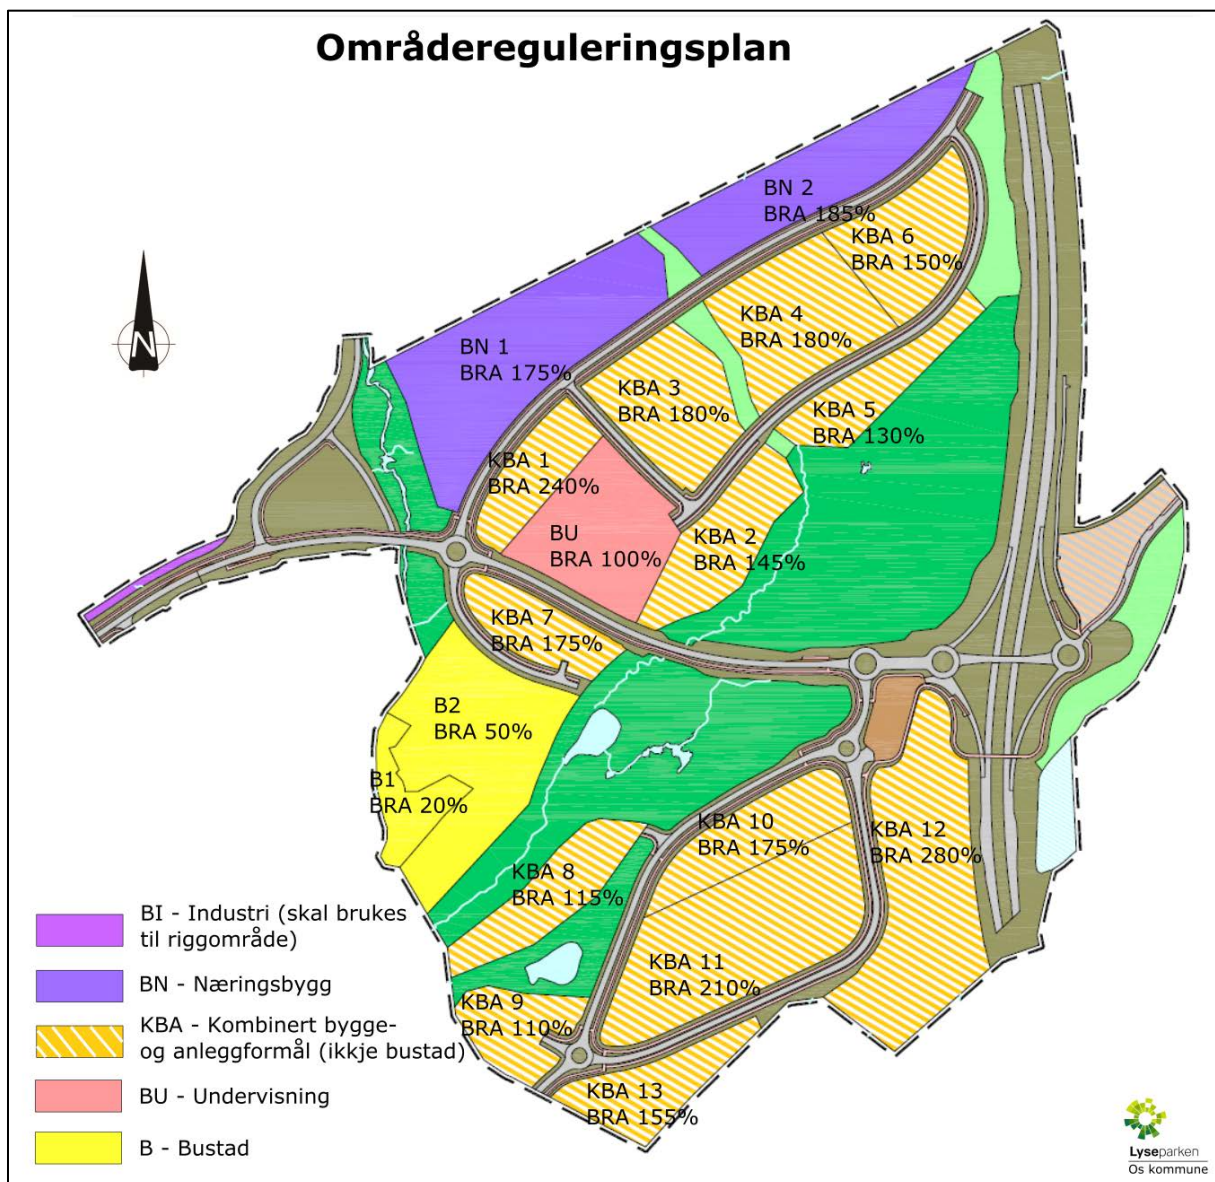 Områdereguleringsplan
BN 2
BRA 185%
KBA 6
BRA 150%
KBA 4
BRA 180%
BN 1
BRA 175%
KBA 3
BRA 180%
KBA 5
BRA 130%
KBA 1
BRA 240%
BU
BRA 100%
KBA 2
BRA 145%
N
KBA 7
BRA 175%
B2
BRA 50%
B1
BRA 20%
KBA 10
BRA 175%
KBA 12
BRA 280%
KBA 8
BRA 115%
KBA 11
BRA 210%
KBA 9
BRA 110%
KBA 13
BRA 155%
BI - Industri (skal brukes
til riggområde)
BN - Næringsbygg
KBA - Kombinert bygge-
og anleggformål (ikkje bustad)
BU - Undervisning
B - Bustad
Lyseparken
Os kommune